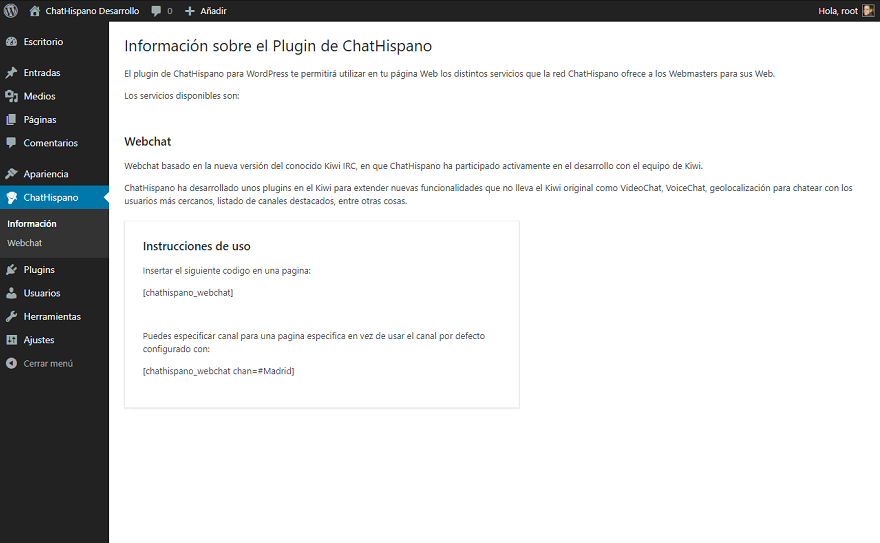 ChatHispano Desarrollo 0 Añadir Hola, root
Escritorio
Entradas
Medios
Páginas
Comentarios
Apariencia
ChatHispano
Información
Webchat
Plugins
Usuarios
Herramientas
Ajustes
Cerrar menú
Información sobre el Plugin de ChatHispano
El plugin de ChatHispano para WordPress te permitirá utilizar en tu página Web los distintos servicios que la red ChatHispano ofrece a los Webmasters para sus Web.
Los servicios disponibles son:
Webchat
Webchat basado en la nueva versión del conocido Kiwi IRC, en que ChatHispano ha participado activamente en el desarrollo con el equipo de Kiwi.
ChatHispano ha desarrollado unos plugins en el Kiwi para extender nuevas funcionalidades que no lleva el Kiwi original como VideoChat, VoiceChat, geolocalización para chatear con los
usuarios más cercanos, listado de canales destacados, entre otras cosas.
Instrucciones de uso
Insertar el siguiente codigo en una pagina:
[chathispano_webchat]
Puedes especificar canal para una pagina especifica en vez de usar el canal por defecto
configurado con:
[chathispano_webchat chan=#Madrid]